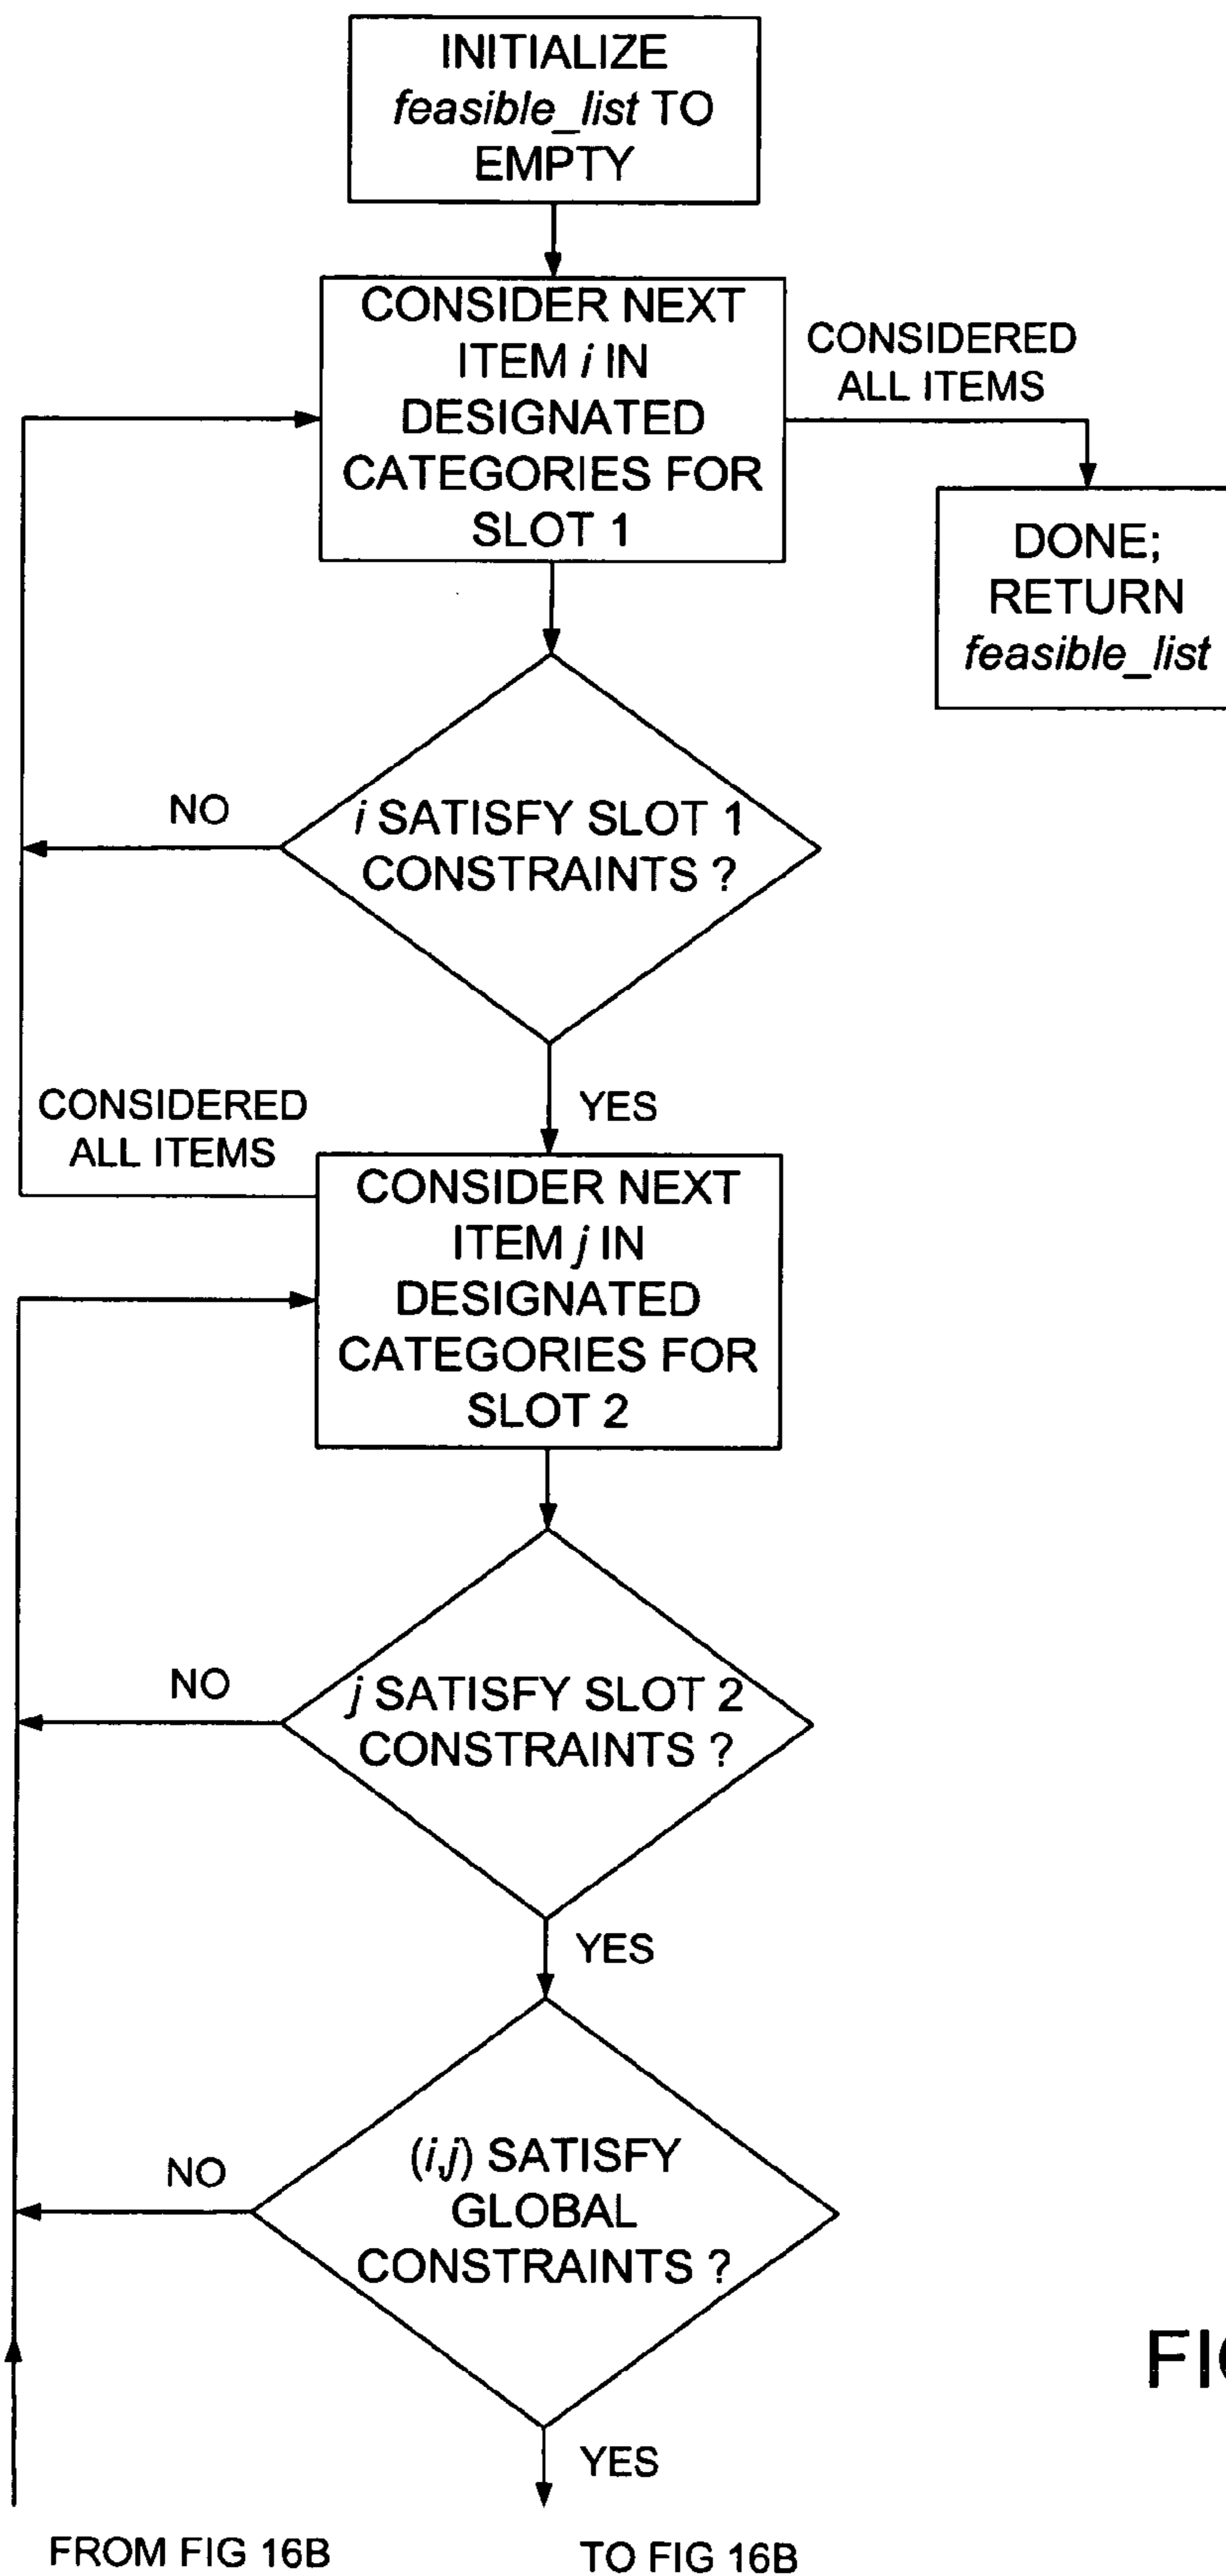 INITIALIZE
feasible_list TO
EMPTY
CONSIDER NEXT
ITEM i IN
DESIGNATED
CATEGORIES FOR
SLOT 1
CONSIDERED
ALL ITEMS
DONE;
RETURN
feasible_list
i SATISFY SLOT 1
CONSTRAINTS ?
NO
YES
CONSIDERED
ALL ITEMS
CONSIDER NEXT
ITEM j IN
DESIGNATED
CATEGORIES FOR
SLOT 2
j SATISFY SLOT 2
CONSTRAINTS ?
NO
YES
(i,j) SATISFY
GLOBAL
CONSTRAINTS ?
NO
YES
FROM FIG 16B
TO FIG 16B